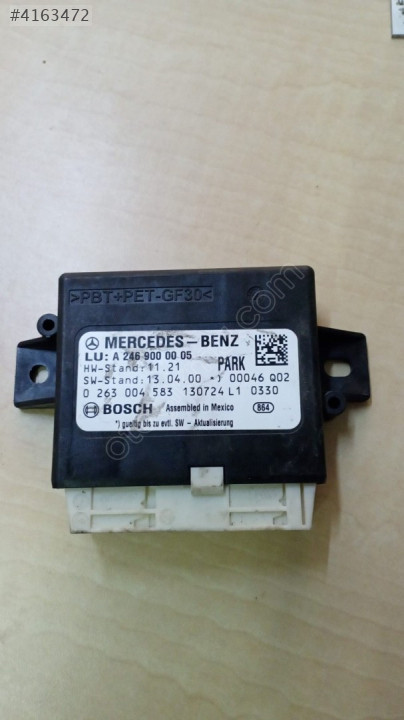 #4163472
>PBT+PET-GF30<
MERCEDES-BENZ
LU: A 246 900 00 05
PARK
HW-Stand: 11.21
SW-Stand: 13.04.00 *) 00046 Q02
0 263 004 583 130724 L1 0330
BOSCH Assembled in Mexico 864
*) gueltig bis zu evtl. SW - Aktualisierung